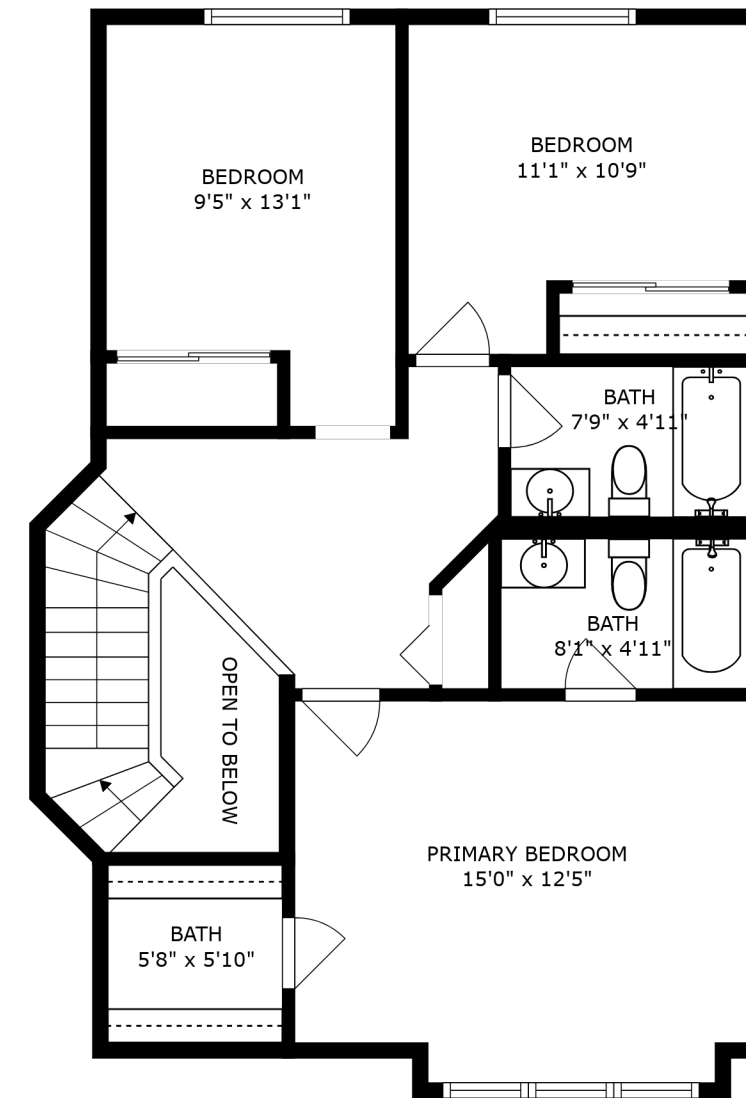 BEDROOM
11'1" x 10'9"
BEDROOM
9'5" x 13'1"
BATH
7'9" x 4'11"
BATH
8'1" x 4'11"
OPEN TO BELOW
PRIMARY BEDROOM
15'0" x 12'5"
BATH
5'8" x 5'10"